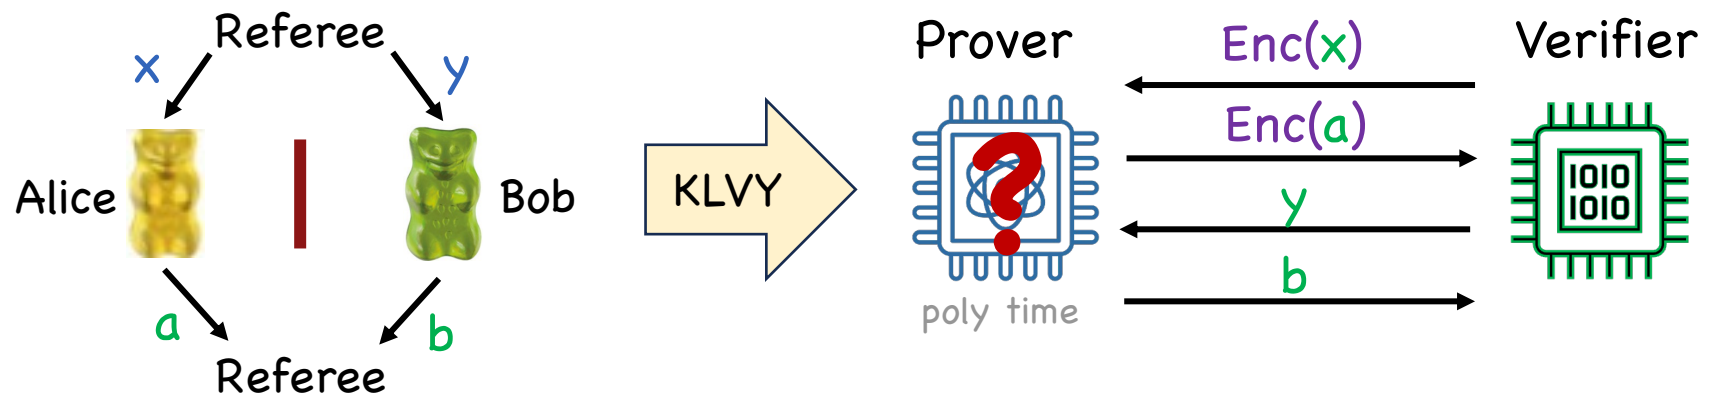 Referee
x
y
Alice
Bob
a
b
Referee
KLVY
Prover
poly time
Enc(x)
Enc(a)
y
b
Verifier
1010
1010